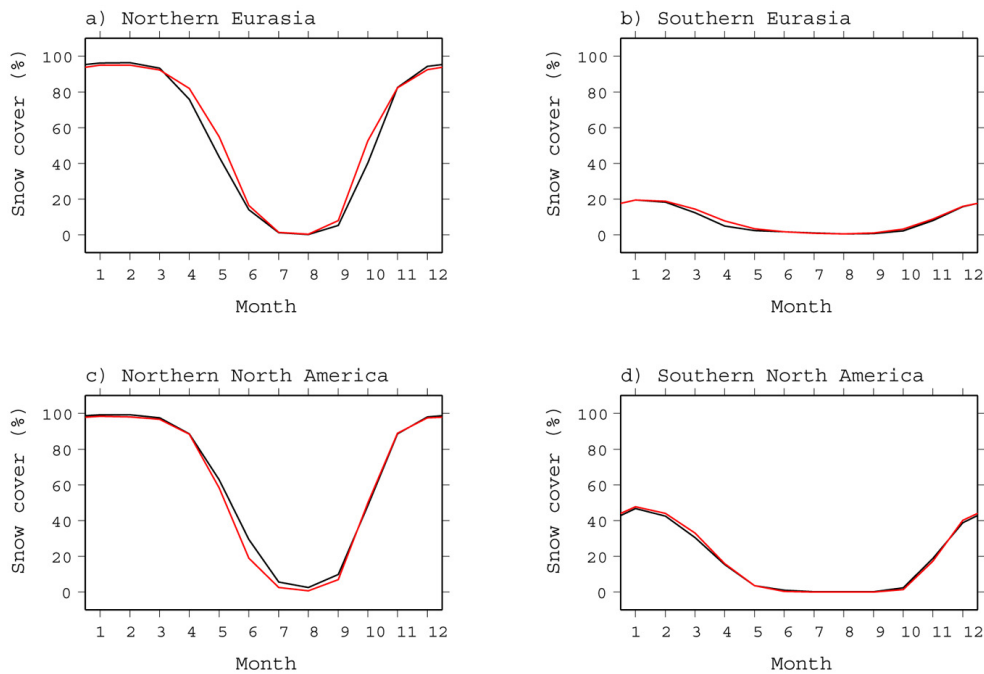 a) Northern Eurasia
Snow cover (%)
100
80
60
40
20
0
1 2 3 4 5 6 7 8 9 10 11 12
Month
b) Southern Eurasia
Snow cover (%)
100
80
60
40
20
0
1 2 3 4 5 6 7 8 9 10 11 12
Month
c) Northern North America
Snow cover (%)
100
80
60
40
20
0
1 2 3 4 5 6 7 8 9 10 11 12
Month
d) Southern North America
Snow cover (%)
100
80
60
40
20
0
1 2 3 4 5 6 7 8 9 10 11 12
Month